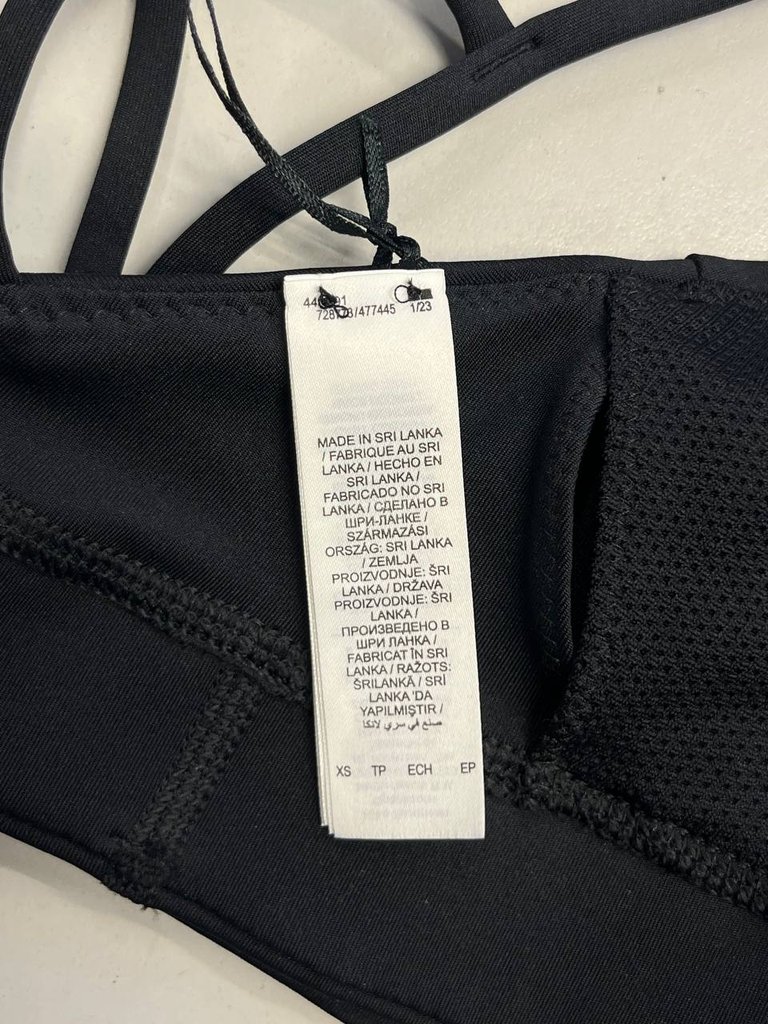 /477445 1/23
MADE IN SRI LANKA
/ FABRIQUE AU SRI
LANKA / HECHO EN
SRI LANKA /
FABRICADO NO SRI
LANKA / СДЕЛАНО В
ШРИ-ЛАНКЕ /
SZÁRMAZÁSI
ORSZÁG: SRI LANKA
/ ZEMLJA
PROIZVODNJE: ŠRI
LANKA / DRŽAVA
PROIZVODNJE: ŠRI
LANKA /
ПРОИЗВЕДЕНО В
ШРИ ЛАНКА /
FABRICAT ÎN SRI
LANKA / RAŽOTS:
ŠRILANKĀ / SRİ
LANKA 'DA
YAPILMIŞTIR /
صنع في سري لانكا
XS TP ECH EP